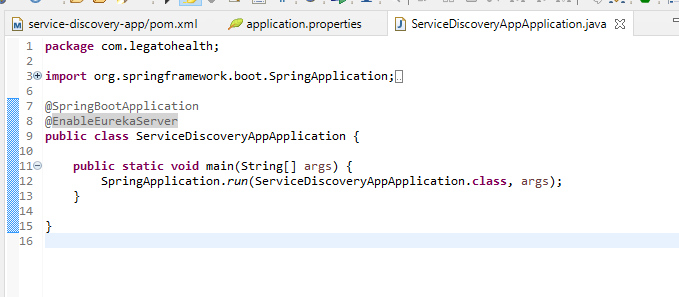 service-discovery-app/pom.xml application.properties ServiceDiscoveryAppApplication.java
1 package com.legatohealth;
2
3 import org.springframework.boot.SpringApplication;
7 @SpringBootApplication
8 @EnableEurekaServer
9 public class ServiceDiscoveryAppApplication {
10
11 public static void main(String[] args) {
12 SpringApplication.run(ServiceDiscoveryAppApplication.class, args);
13 }
14
15 }
16